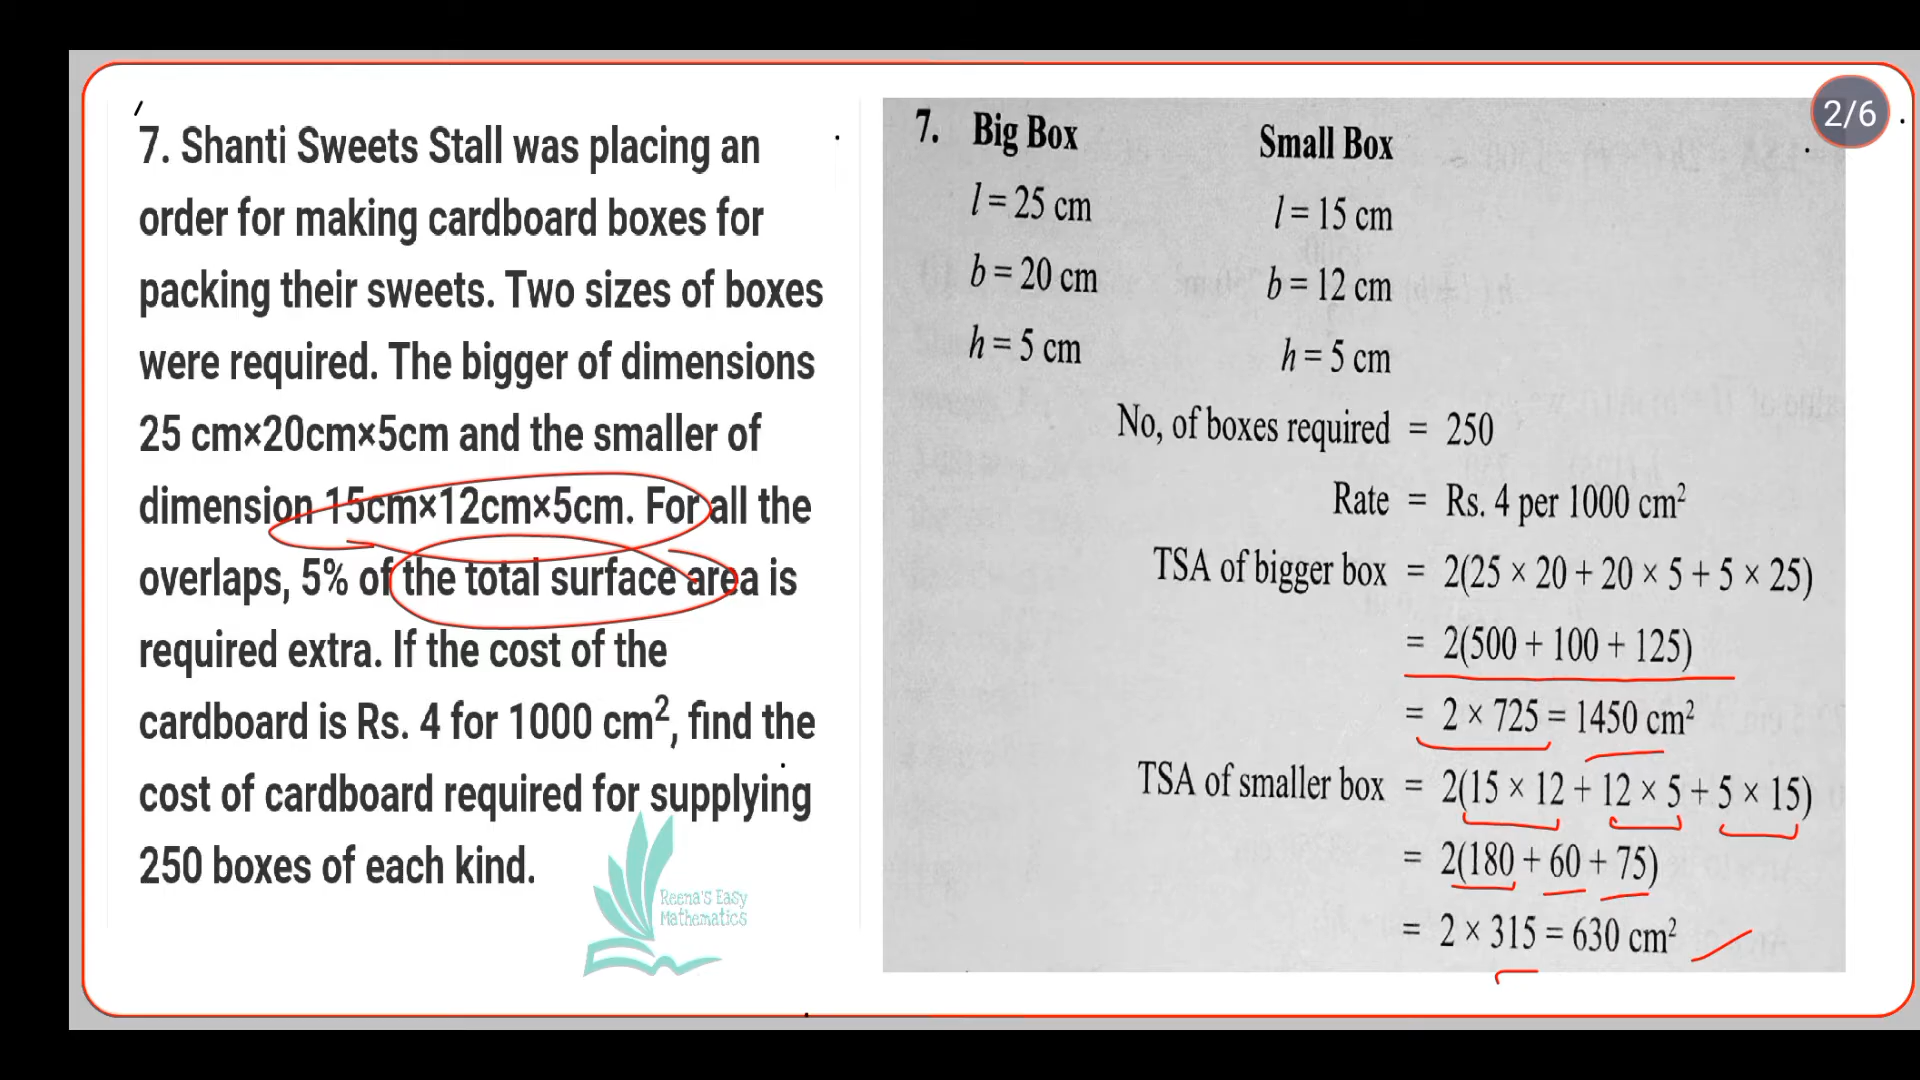 2/6
7. Shanti Sweets Stall was placing an
order for making cardboard boxes for
packing their sweets. Two sizes of boxes
were required. The bigger of dimensions
25 cm×20cm×5cm and the smaller of
dimension 15cm×12cm×5cm. For all the
overlaps, 5% of the total surface area is
required extra. If the cost of the
cardboard is Rs. 4 for 1000 cm², find the
cost of cardboard required for supplying
250 boxes of each kind.
Reena's Easy
Mathematics
7. Big Box Small Box
l = 25 cm l = 15 cm
b = 20 cm b = 12 cm
h = 5 cm h = 5 cm
No, of boxes required = 250
Rate = Rs. 4 per 1000 cm²
TSA of bigger box = 2(25 × 20 + 20 × 5 + 5 × 25)
= 2(500 + 100 + 125)
= 2 × 725 = 1450 cm²
TSA of smaller box = 2(15 × 12 + 12 × 5 + 5 × 15)
= 2(180 + 60 + 75)
= 2 × 315 = 630 cm²